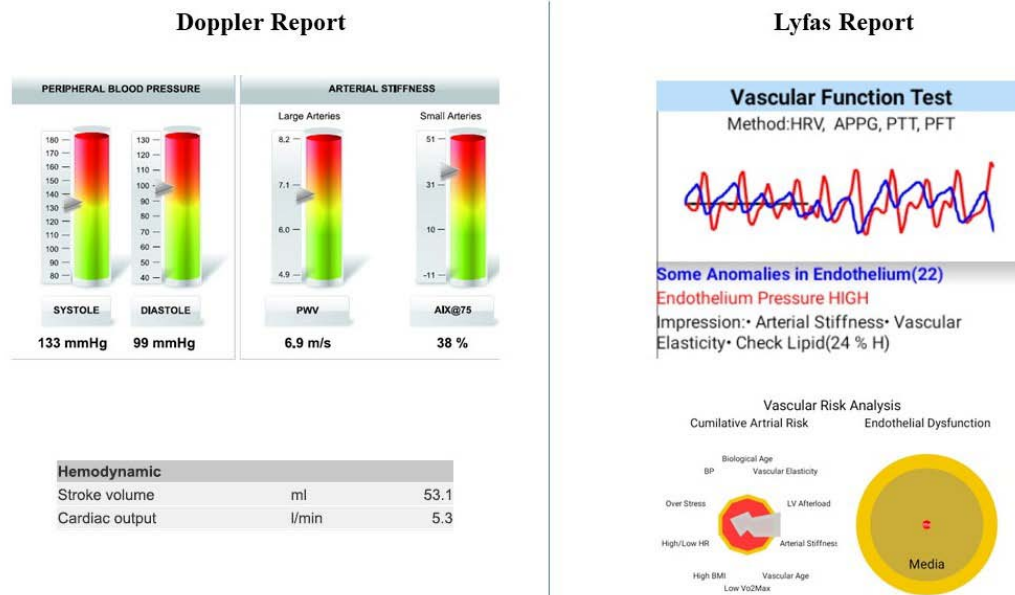 Doppler Report
PERIPHERAL BLOOD PRESSURE
ARTERIAL STIFFNESS
Large Arteries
Small Arteries
180
170
160
150
140
130
120
110
100
90
80
130
120
110
100
90
80
70
60
50
40
8.2
7.1
6.0
4.9
51
31
10
-11
SYSTOLE
DIASTOLE
PWV
AIX@75
133 mmHg
99 mmHg
6,9 m/s
38 %
Hemodynamic
Stroke volume ml 53.1
Cardiac output l/min 5.3
Lyfas Report
Vascular Function Test
Method:HRV, APPG, PTT, PFT
Some Anomalies in Endothelium(22)
Endothelium Pressure HIGH
Impression:• Arterial Stiffness• Vascular
Elasticity• Check Lipid(24 % H)
Vascular Risk Analysis
Cumilative Artrial Risk
Endothelial Dysfunction
Biological Age
BP
Vascular Elasticity
Over Stress
LV Afterload
High/Low HR
Arterial Stiffness
High BMI
Vascular Age
Low Vo2Max
Media